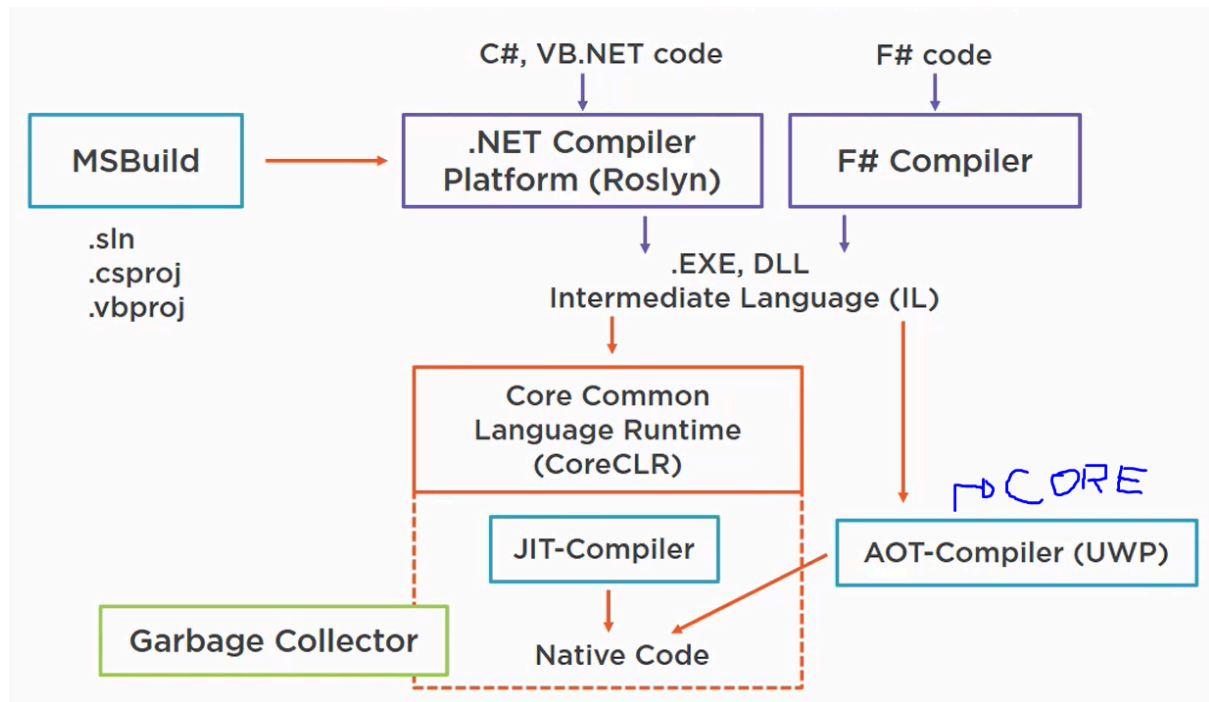 C#, VB.NET code
F# code
MSBuild
.NET Compiler
Platform (Roslyn)
F# Compiler
.sln
.csproj
.vbproj
.EXE, DLL
Intermediate Language (IL)
Core Common
Language Runtime
(CoreCLR)
CORE
JIT-Compiler
AOT-Compiler (UWP)
Garbage Collector
Native Code